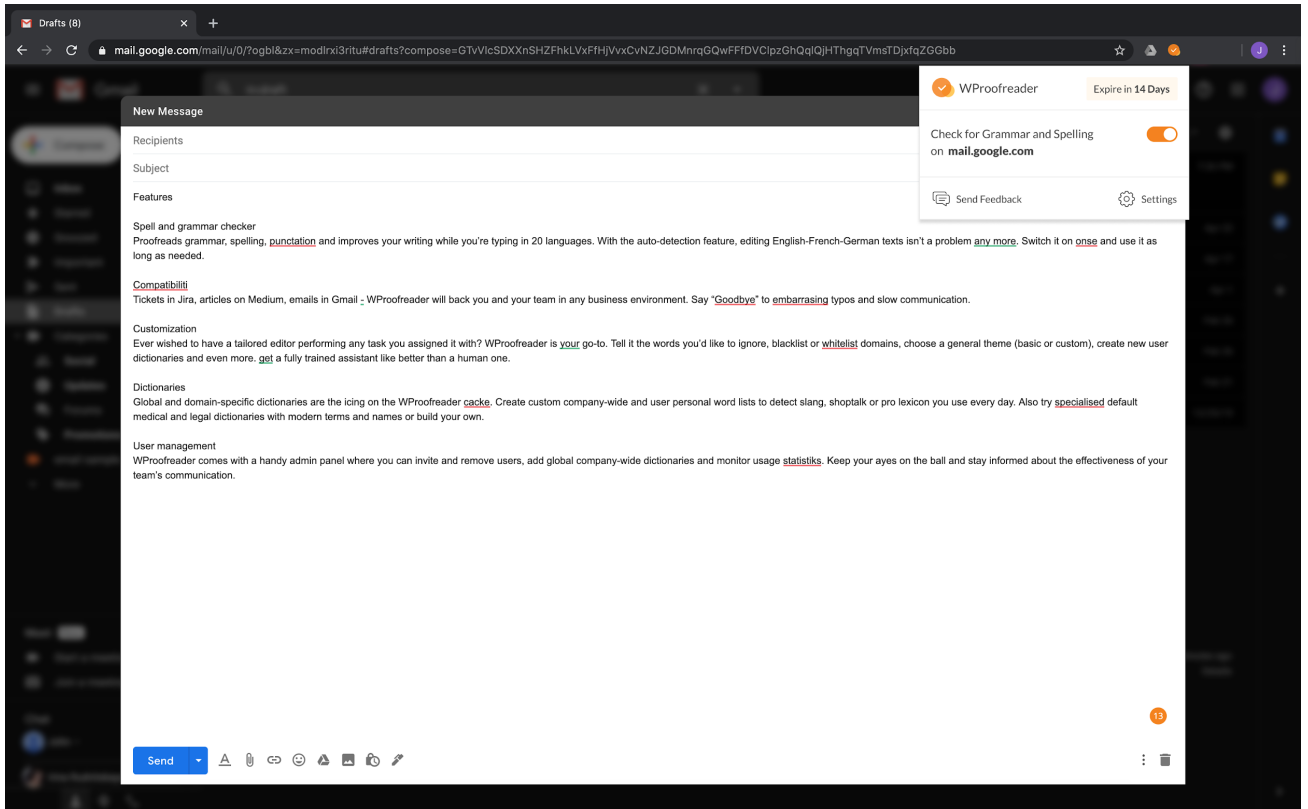 Drafts (8)
mail.google.com/mail/u/0/?ogbl&zx=modlrxi3ritu#drafts?compose=GTvVlcSDXXnSHZFhkLVxFfHjVvxCvNZJGDMnrqGQwFFfDVClpzGhQqlQjHThgqTVmsTDjxfqZGGbb
J
WProofreader
Expire in 14 Days
Check for Grammar and Spelling
on mail.google.com
Send Feedback
Settings
Gmail
Compose
New Message
Recipients
Subject
Features
Spell and grammar checker
Proofreads grammar, spelling, punctation and improves your writing while you're typing in 20 languages. With the auto-detection feature, editing English-French-German texts isn't a problem any more. Switch it on onse and use it as
long as needed.
Compatibiliti
Tickets in Jira, articles on Medium, emails in Gmail - WProofreader will back you and your team in any business environment. Say “Goodbye” to embarrasing typos and slow communication.
Customization
Ever wished to have a tailored editor performing any task you assigned it with? WProofreader is your go-to. Tell it the words you'd like to ignore, blacklist or whitelist domains, choose a general theme (basic or custom), create new user
dictionaries and even more. get a fully trained assistant like better than a human one.
Dictionaries
Global and domain-specific dictionaries are the icing on the WProofreader cacke. Create custom company-wide and user personal word lists to detect slang, shoptalk or pro lexicon you use every day. Also try specialised default
medical and legal dictionaries with modern terms and names or build your own.
User management
WProofreader comes with a handy admin panel where you can invite and remove users, add global company-wide dictionaries and monitor usage statistiks. Keep your ayes on the ball and stay informed about the effectiveness of your
team's communication.
13
Send